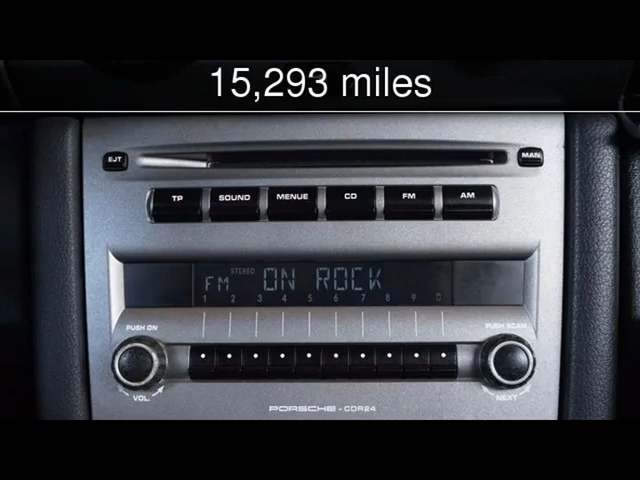 15,293 miles
EJT MAN
TP SOUND MENUE CD FM AM
FM STEREO ON ROCK
1 2 3 4 5 6 7 8 9 0
PUSH ON PUSH SCAN
VOL. NEXT
PORSCHE - CDR24